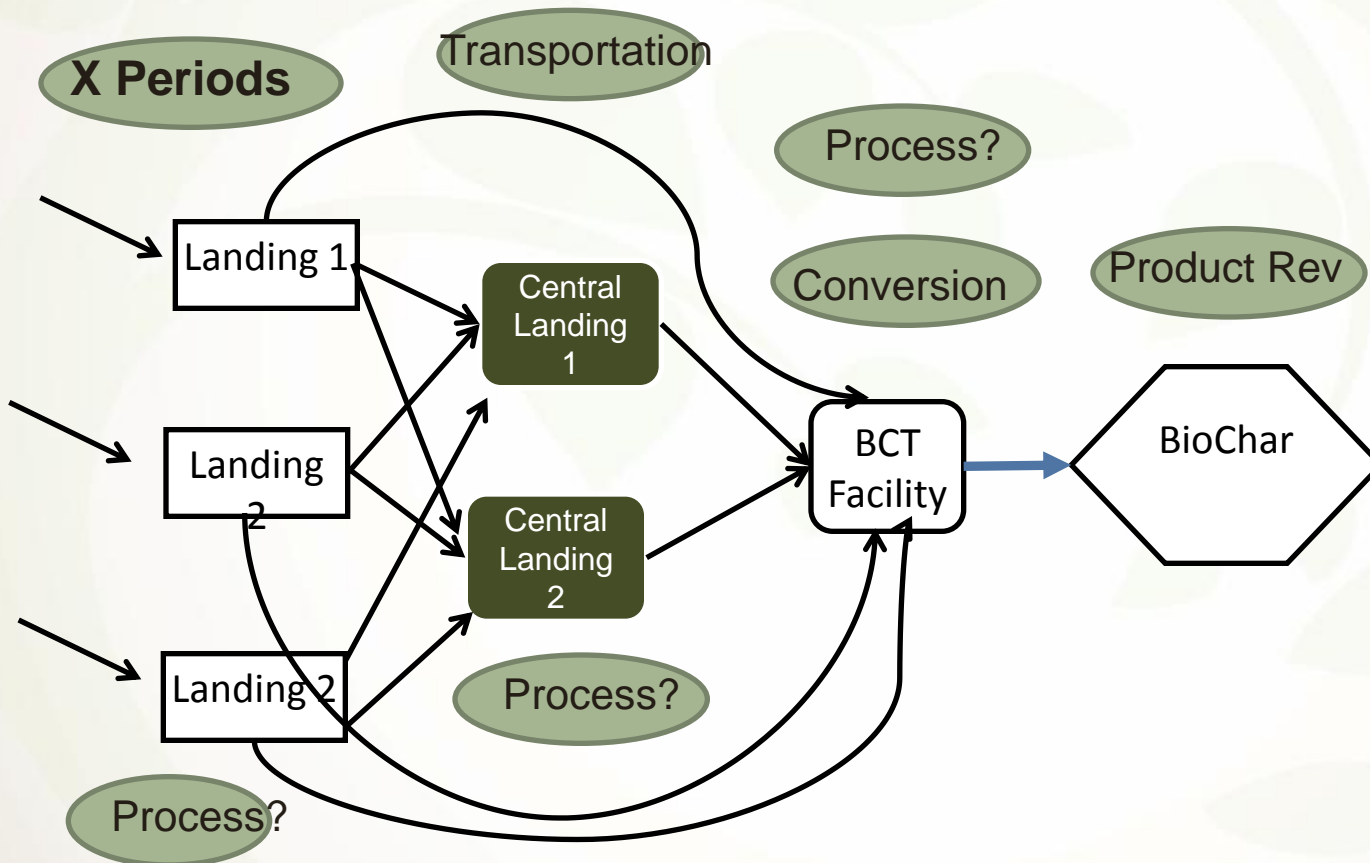 Transportation
X Periods
Process?
Landing 1
Central
Landing
1
Conversion
Product Rev
Landing
2
BCT
Facility
BioChar
Central
Landing
2
Landing 2
Process?
Process?